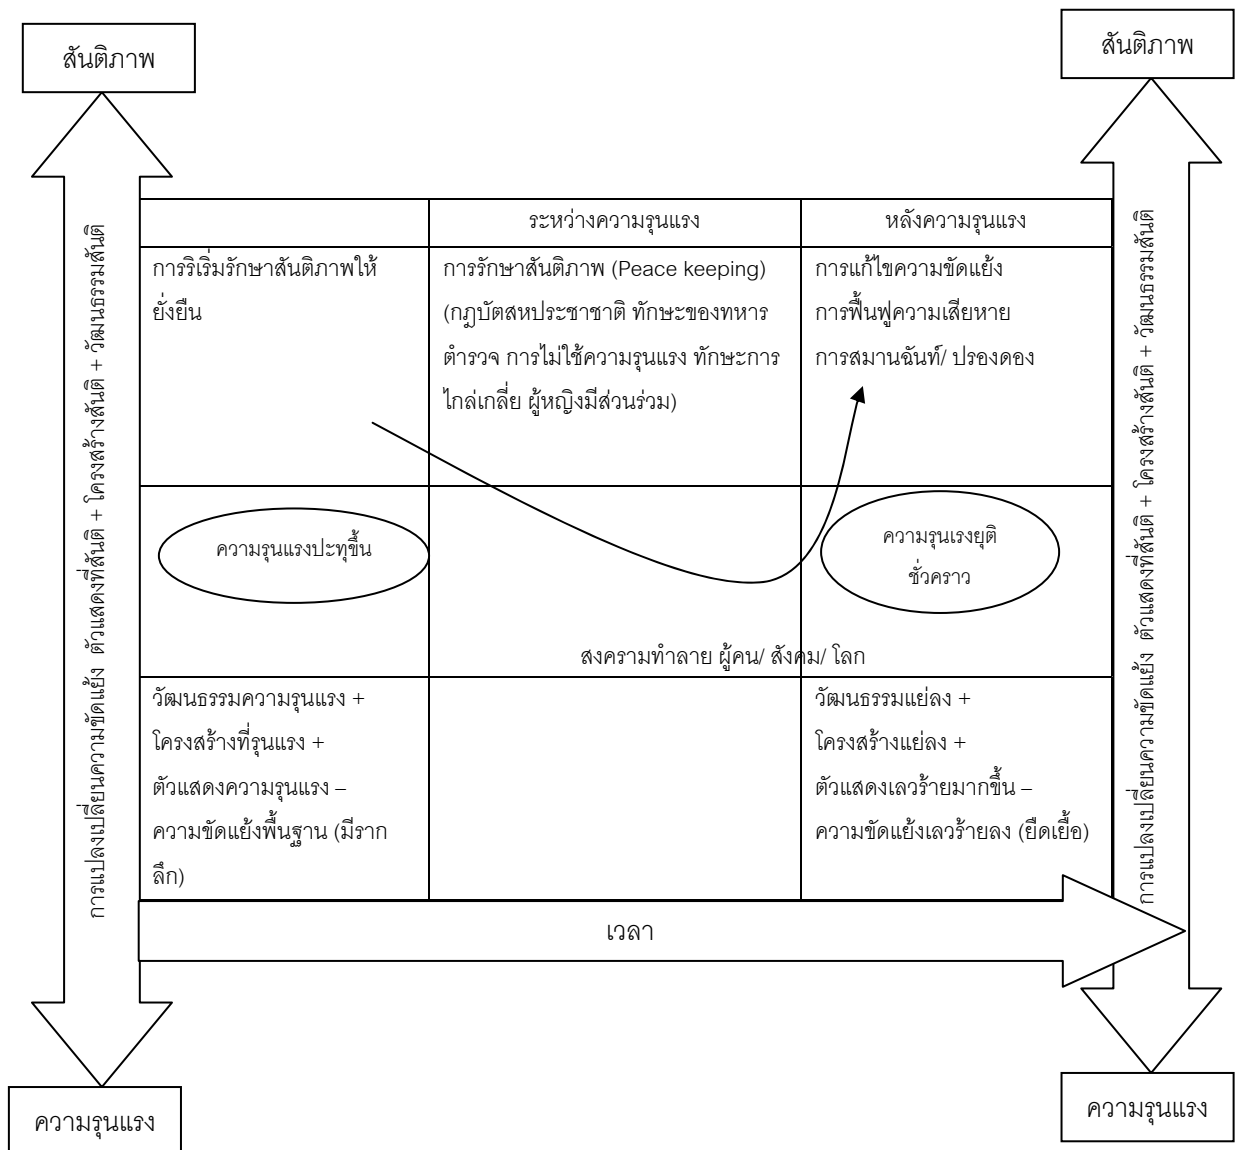 สันติภาพ
สันติภาพ
การแปลงเปลี่ยนความขัดแย้ง ตัวแสดงที่สันติ + โครงสร้างสันติ + วัฒนธรรมสันติ
ระหว่างความรุนแรง
หลังความรุนแรง
การริเริ่มรักษาสันติภาพให้
ยั่งยืน
การรักษาสันติภาพ (Peace keeping)
(กฎบัตสหประชาชาติ ทักษะของทหาร
ตำรวจ การไม่ใช้ความรุนแรง ทักษะการ
ไกล่เกลี่ย ผู้หญิงมีส่วนร่วม)
การแก้ไขความขัดแย้ง
การฟื้นฟูความเสียหาย
การสมานฉันท์/ ปรองดอง
ความรุนแรงปะทุขึ้น
ความรุนเรงยุติ
ชั่วคราว
สงครามทำลาย ผู้คน/ สังคม/ โลก
วัฒนธรรมความรุนแรง +
โครงสร้างที่รุนแรง +
ตัวแสดงความรุนแรง –
ความขัดแย้งพื้นฐาน (มีราก
ลึก)
วัฒนธรรมแย่ลง +
โครงสร้างแย่ลง +
ตัวแสดงเลวร้ายมากขึ้น –
ความขัดแย้งเลวร้ายลง (ยืดเยื้อ)
การแปลงเปลี่ยนความขัดแย้ง ตัวแสดงที่สันติ + โครงสร้างสันติ + วัฒนธรรมสันติ
เวลา
ความรุนแรง
ความรุนแรง